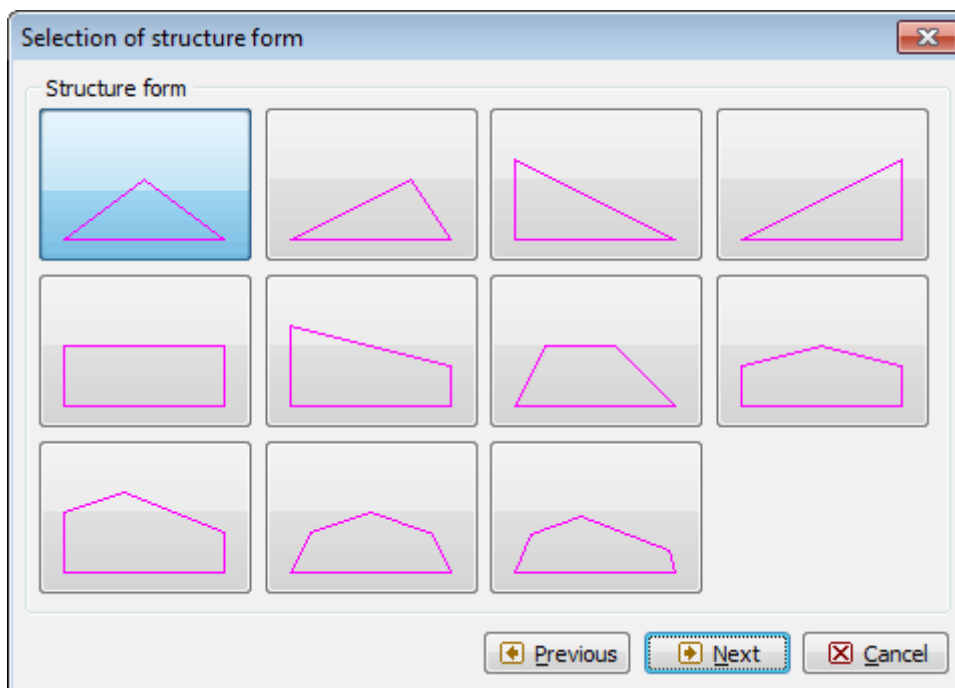 Selection of structure form
Structure form
Previous
Next
Cancel